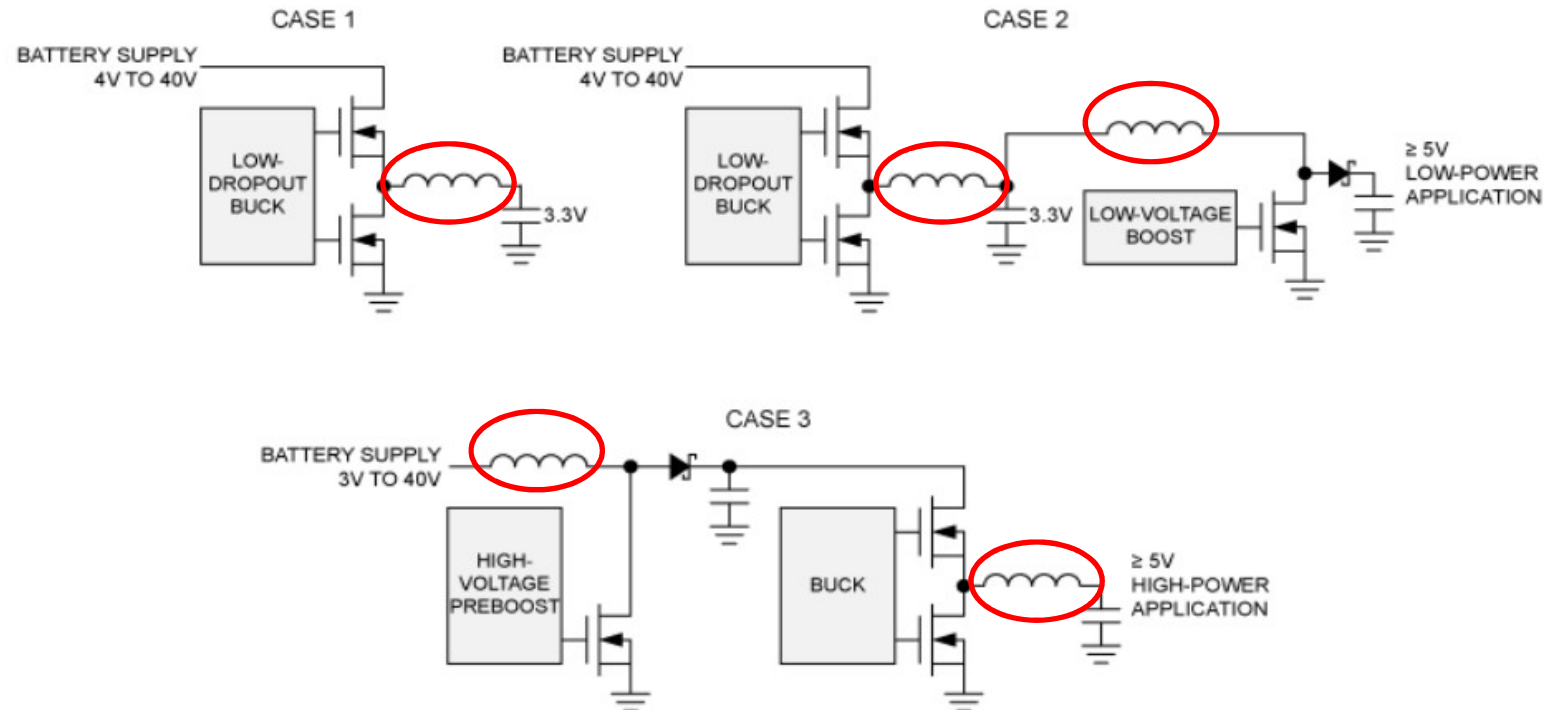 CASE 1
BATTERY SUPPLY
4V TO 40V
LOW-
DROPOUT
BUCK
3.3V
CASE 2
BATTERY SUPPLY
4V TO 40V
LOW-
DROPOUT
BUCK
3.3V
LOW-VOLTAGE
BOOST
≥ 5V
LOW-POWER
APPLICATION
CASE 3
BATTERY SUPPLY
3V TO 40V
HIGH-
VOLTAGE
PREBOOST
BUCK
≥ 5V
HIGH-POWER
APPLICATION